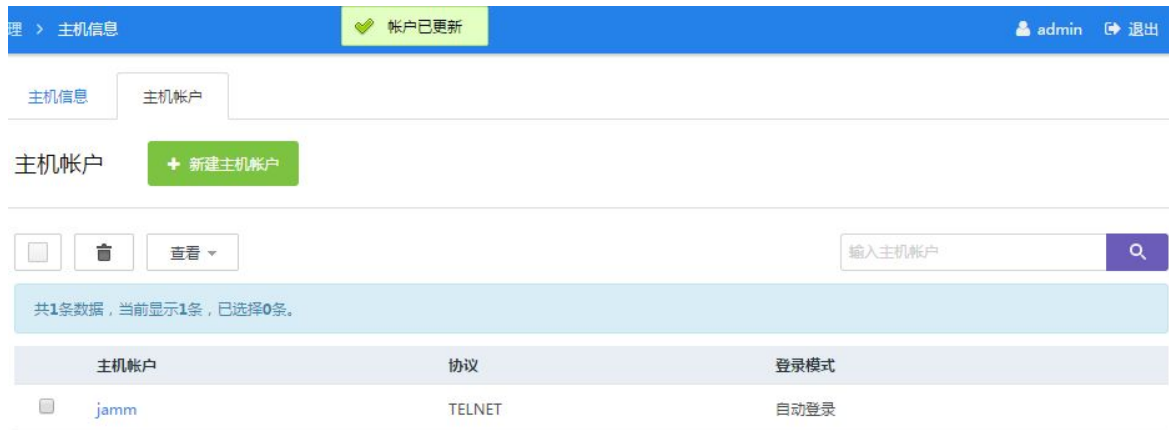 理 > 主机信息 帐户已更新 admin 退出
主机信息 主机帐户
主机帐户 + 新建主机帐户
查看 输入主机帐户
共1条数据，当前显示1条，已选择0条。
主机帐户 协议 登录模式
jamm TELNET 自动登录